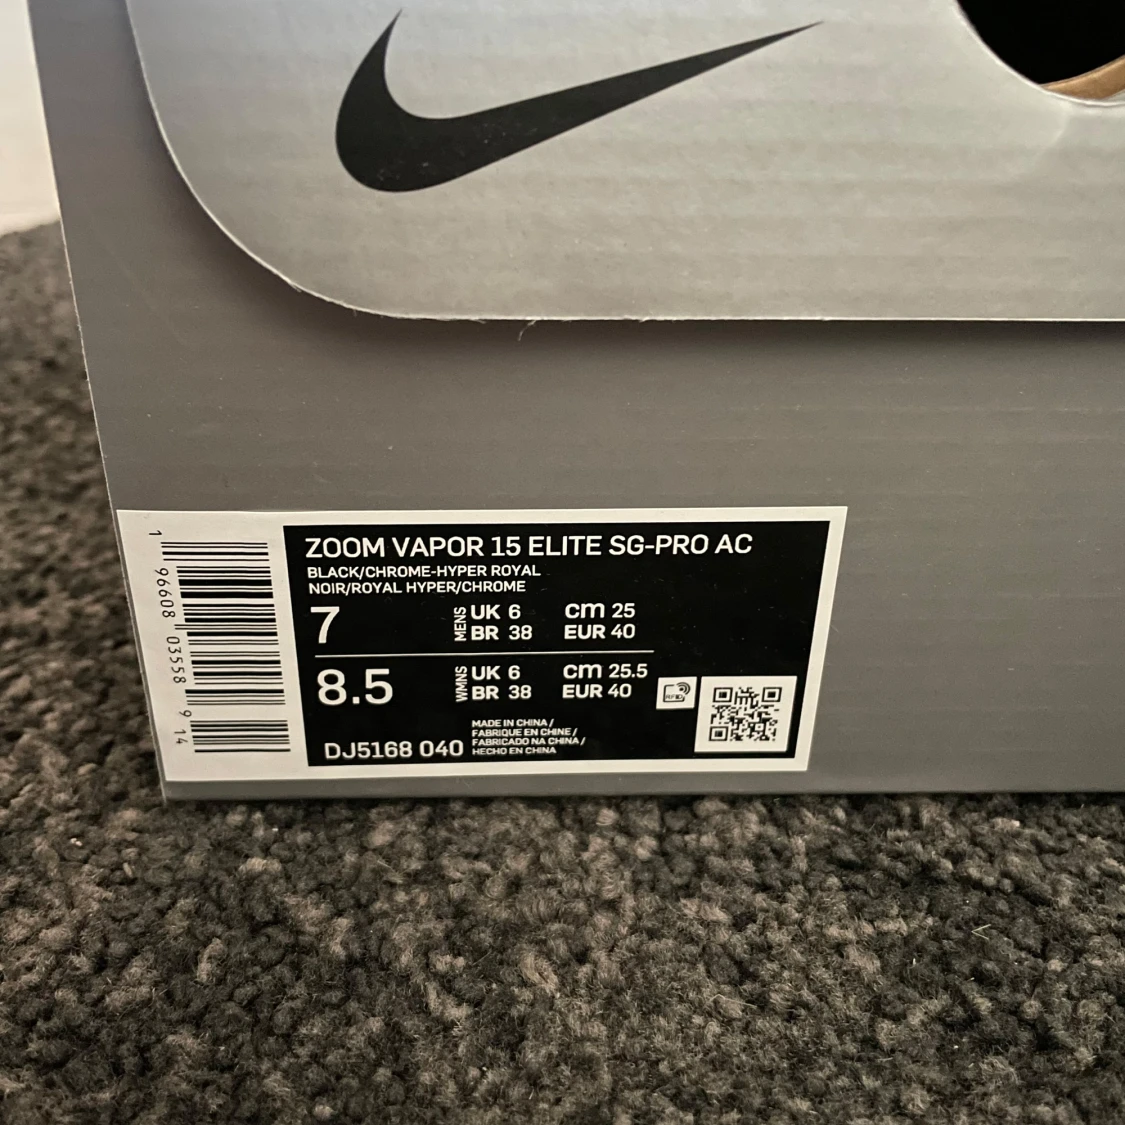 ZOOM VAPOR 15 ELITE SG-PRO AC
BLACK/CHROME-HYPER ROYAL
NOIR/ROYAL HYPER/CHROME
7 MENS UK 6 cm 25
BR 38 EUR 40
8.5 WMNS UK 6 cm 25.5
BR 38 EUR 40
RFID
DJ5168 040
MADE IN CHINA /
FABRIQUE EN CHINE /
FABRICADO NA CHINA /
HECHO EN CHINA
1 96608 03558 9 14